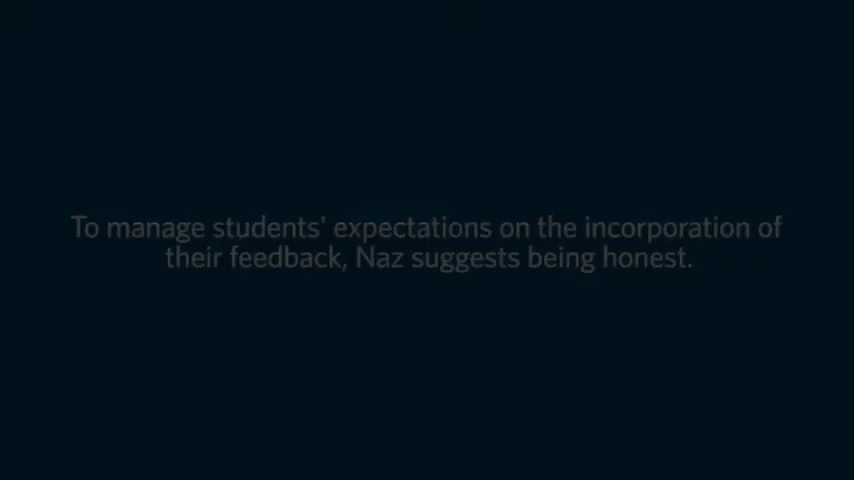 To manage students' expectations on the incorporation of
their feedback, Naz suggests being honest.